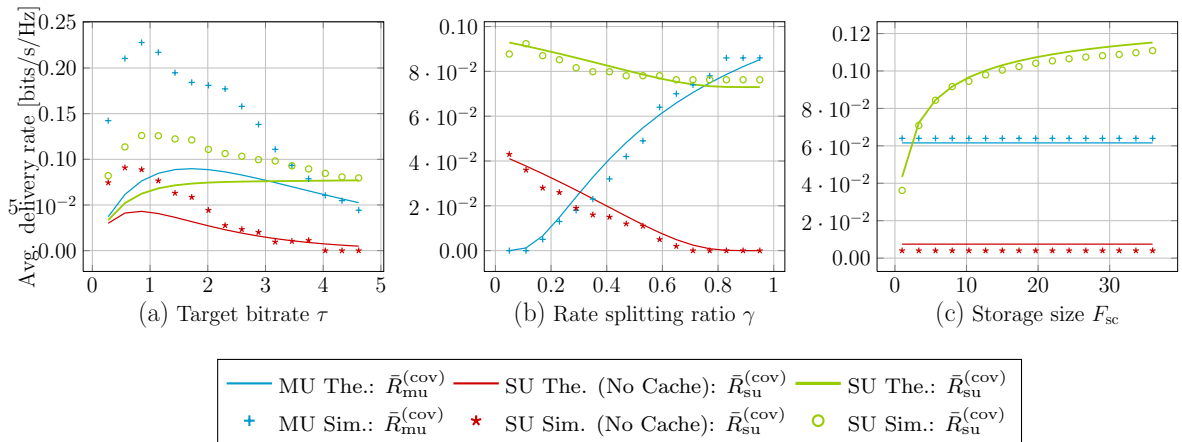 Avg. delivery rate [bits/s/Hz]
0.25
0.20
0.15
0.10
0.00
0 1 2 3 4 5
(a) Target bitrate τ
0.10
8 · 10⁻²
6 · 10⁻²
4 · 10⁻²
2 · 10⁻²
0.00
0 0.2 0.4 0.6 0.8 1
(b) Rate splitting ratio γ
0.12
0.10
8 · 10⁻²
6 · 10⁻²
4 · 10⁻²
2 · 10⁻²
0.00
0 10 20 30
(c) Storage size F_sc
MU The.: R̄_mu^(cov) SU The. (No Cache): R̄_su^(cov) SU The.: R̄_su^(cov)
MU Sim.: R̄_mu^(cov) SU Sim. (No Cache): R̄_su^(cov) SU Sim.: R̄_su^(cov)